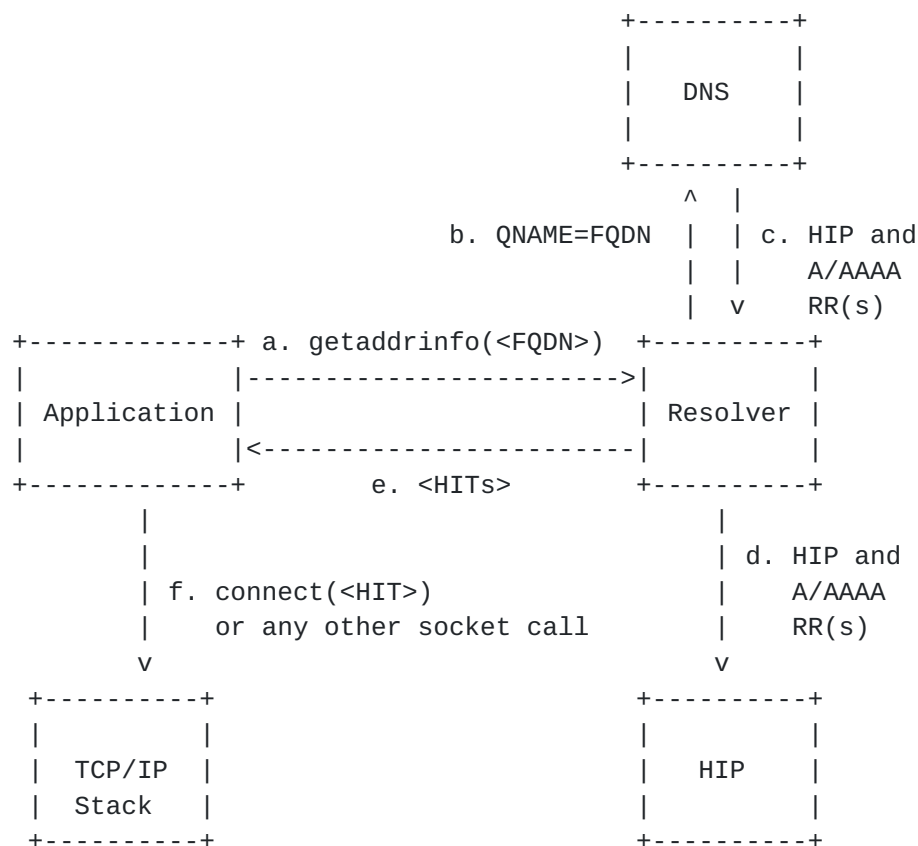 DNS
b. QNAME=FQDN c. HIP and
A/AAAA
RR(s)
a. getaddrinfo(<FQDN>)
Application Resolver
e. <HITs>
d. HIP and
f. connect(<HIT>) A/AAAA
or any other socket call RR(s)
TCP/IP HIP
Stack